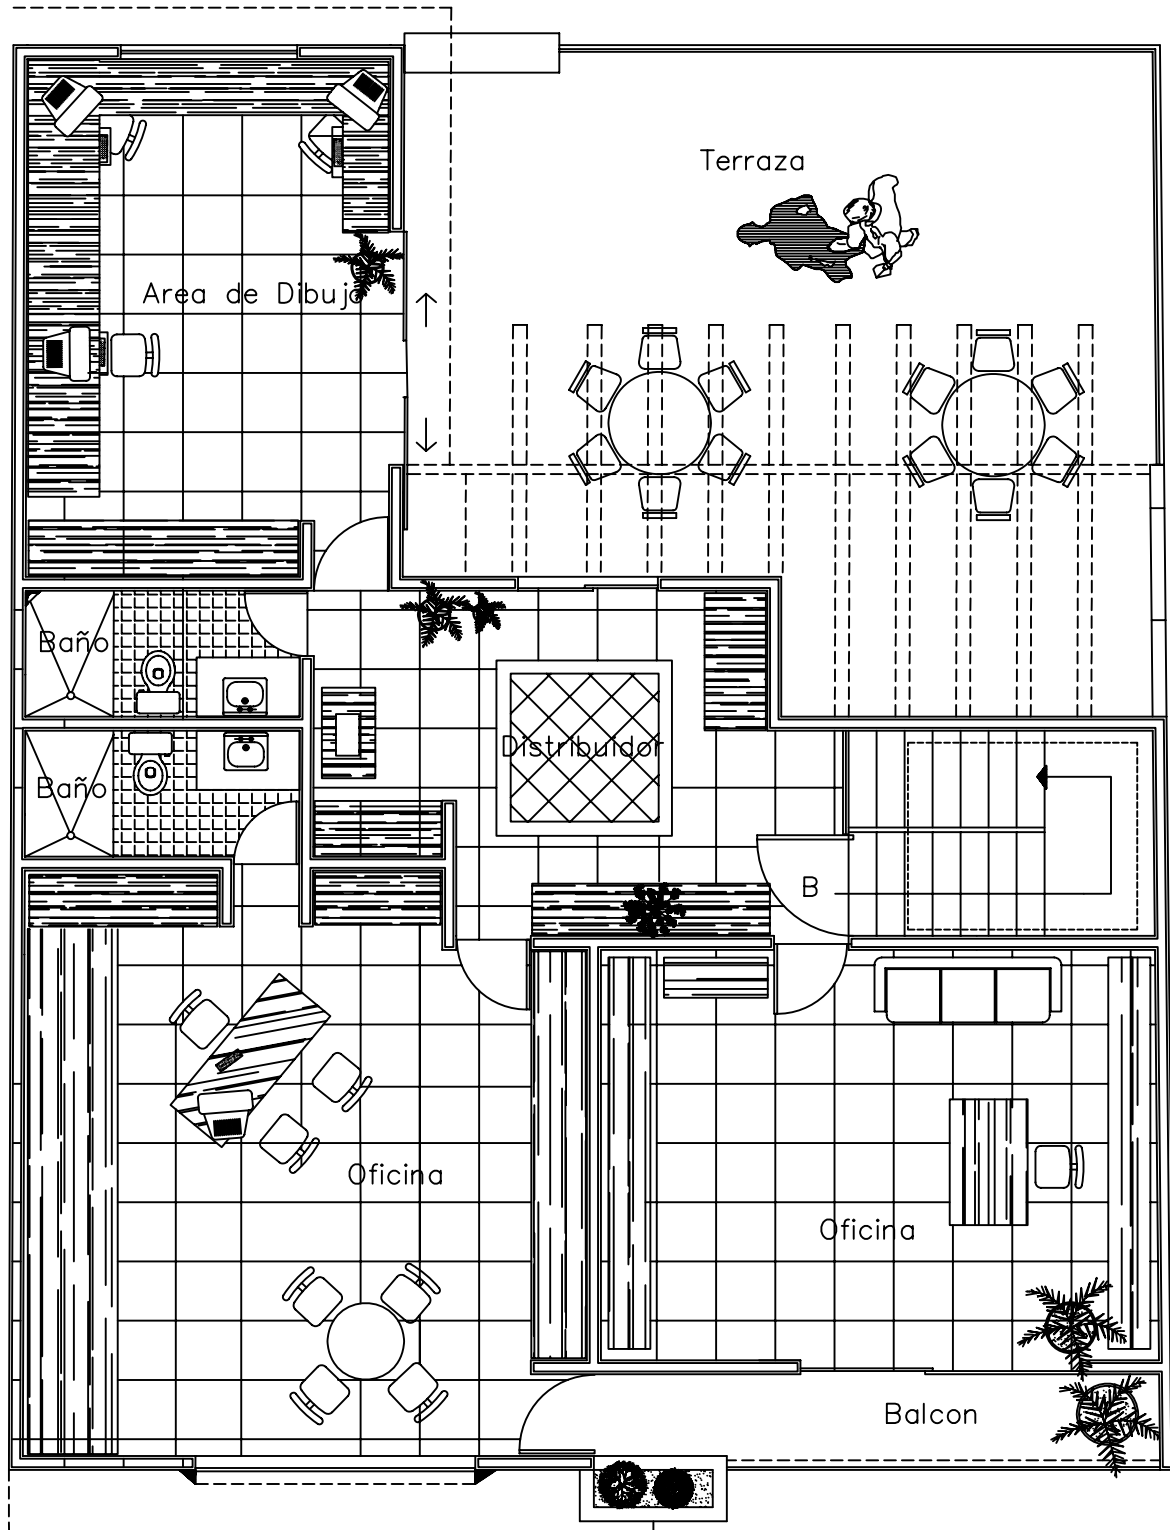 Terraza
Area de Dibujo
Baño
Distribuidor
Baño
B
Oficina
Oficina
Balcon